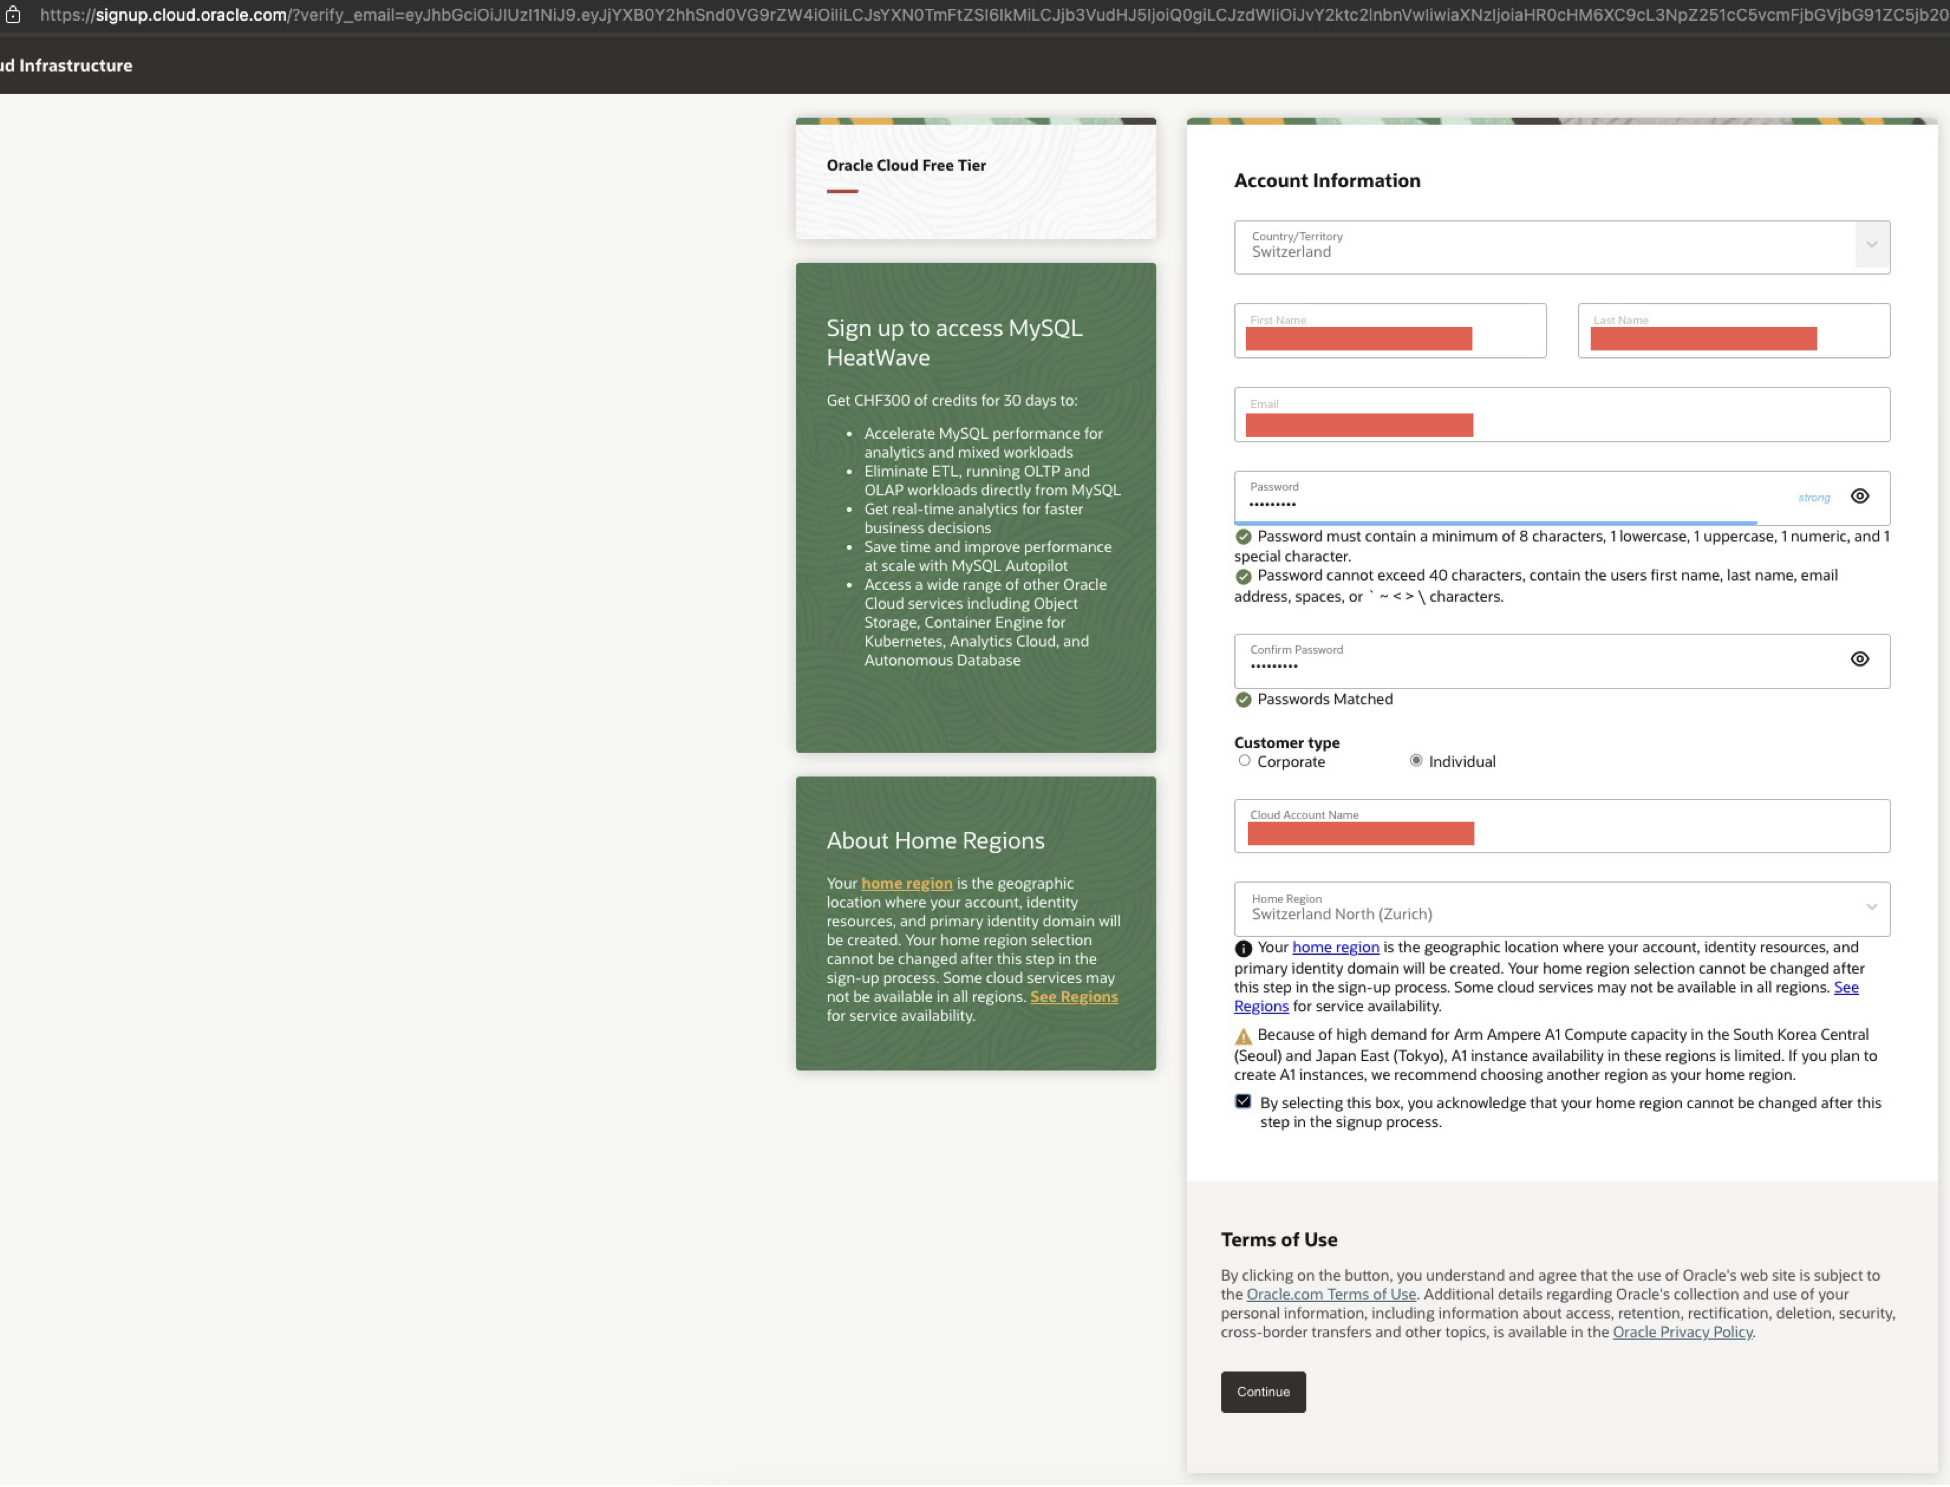 https://signup.cloud.oracle.com/?verify_email=eyJhbGciOiJIUzI1NiJ9.eyJjYXB0Y2hhSnd0VG9rZW4iOiIiLCJsYXN0TmFtZSI6IkMiLCJjb3VudHJ5IjoiQ0giLCJzdWIiOiJvY2ktc2lnbnVwIiwiaXNzIjoiaHR0cHM6XC9cL3NpZ251cC5vcmFjbGVjbG91ZC5jb20
ud Infrastructure
Oracle Cloud Free Tier
Sign up to access MySQL
HeatWave
Get CHF300 of credits for 30 days to:
• Accelerate MySQL performance for
analytics and mixed workloads
• Eliminate ETL, running OLTP and
OLAP workloads directly from MySQL
• Get real-time analytics for faster
business decisions
• Save time and improve performance
at scale with MySQL Autopilot
• Access a wide range of other Oracle
Cloud services including Object
Storage, Container Engine for
Kubernetes, Analytics Cloud, and
Autonomous Database
About Home Regions
Your home region is the geographic
location where your account, identity
resources, and primary identity domain will
be created. Your home region selection
cannot be changed after this step in the
sign-up process. Some cloud services may
not be available in all regions. See Regions
for service availability.
Account Information
Country/Territory
Switzerland
First Name
Last Name
Email
Password
•••••••••
strong
Password must contain a minimum of 8 characters, 1 lowercase, 1 uppercase, 1 numeric, and 1
special character.
Password cannot exceed 40 characters, contain the users first name, last name, email
address, spaces, or ` ~ < > \ characters.
Confirm Password
•••••••••
Passwords Matched
Customer type
Corporate
Individual
Cloud Account Name
Home Region
Switzerland North (Zurich)
Your home region is the geographic location where your account, identity resources, and
primary identity domain will be created. Your home region selection cannot be changed after
this step in the sign-up process. Some cloud services may not be available in all regions. See
Regions for service availability.
Because of high demand for Arm Ampere A1 Compute capacity in the South Korea Central
(Seoul) and Japan East (Tokyo), A1 instance availability in these regions is limited. If you plan to
create A1 instances, we recommend choosing another region as your home region.
By selecting this box, you acknowledge that your home region cannot be changed after this
step in the signup process.
Terms of Use
By clicking on the button, you understand and agree that the use of Oracle's web site is subject to
the Oracle.com Terms of Use. Additional details regarding Oracle's collection and use of your
personal information, including information about access, retention, rectification, deletion, security,
cross-border transfers and other topics, is available in the Oracle Privacy Policy.
Continue